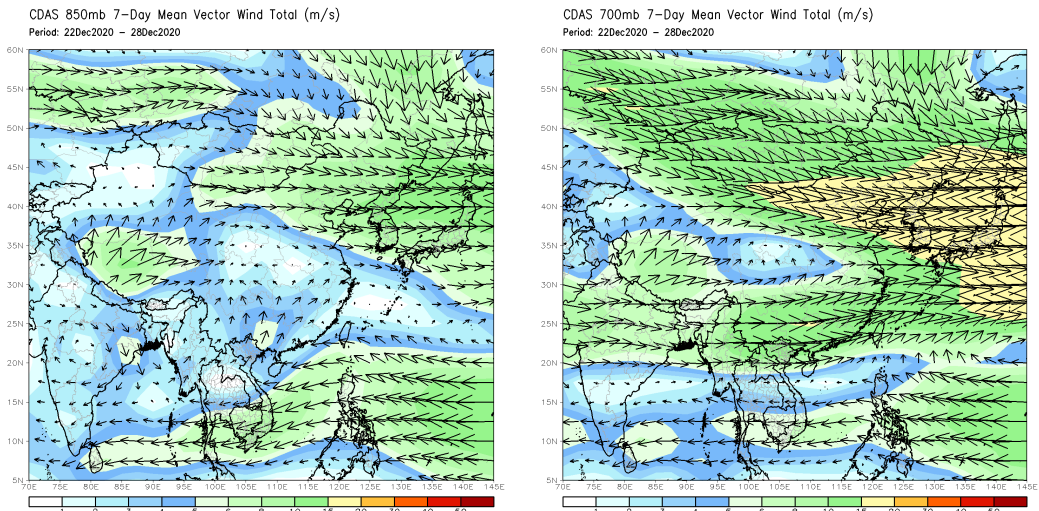 CDAS 850mb 7-Day Mean Vector Wind Total (m/s)
Period: 22Dec2020 - 28Dec2020
60N
55N
50N
45N
40N
35N
30N
25N
20N
15N
10N
5N
70E 75E 80E 85E 90E 95E 100E 105E 110E 115E 120E 125E 130E 135E 140E 145E
CDAS 700mb 7-Day Mean Vector Wind Total (m/s)
Period: 22Dec2020 - 28Dec2020
60N
55N
50N
45N
40N
35N
30N
25N
20N
15N
10N
5N
70E 75E 80E 85E 90E 95E 100E 105E 110E 115E 120E 125E 130E 135E 140E 145E